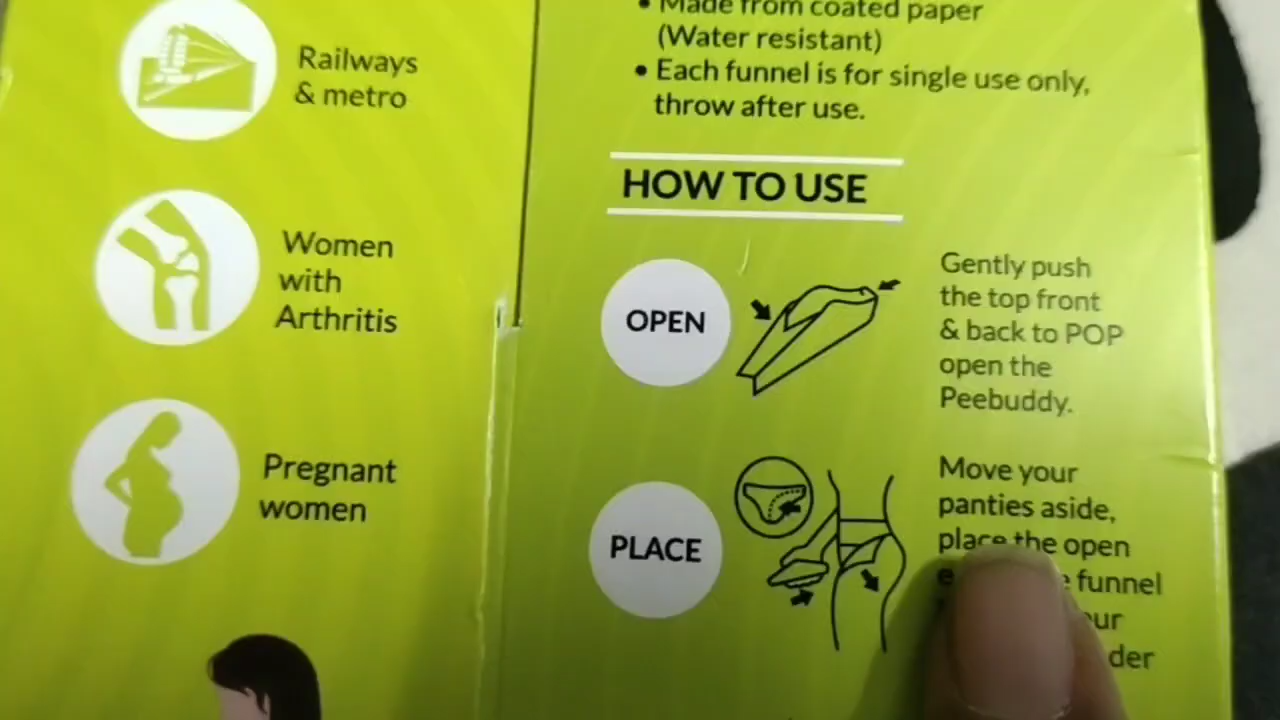 Railways
& metro
Women
with
Arthritis
Pregnant
women
• Made from coated paper
(Water resistant)
• Each funnel is for single use only,
throw after use.
HOW TO USE
OPEN
Gently push
the top front
& back to POP
open the
Peebuddy.
PLACE
Move your
panties aside,
place the open
funnel